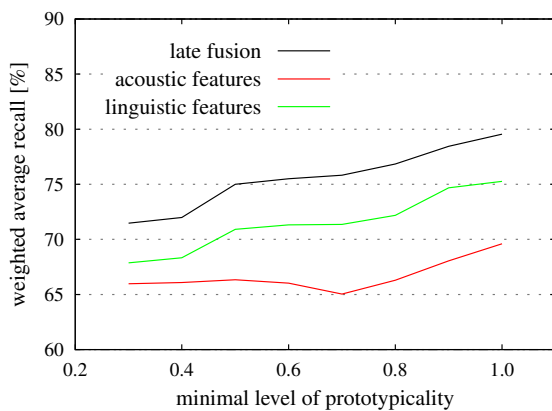 90
85
80
75
70
65
60
weighted average recall [%]
late fusion
acoustic features
linguistic features
0.2 0.4 0.6 0.8 1.0
minimal level of prototypicality